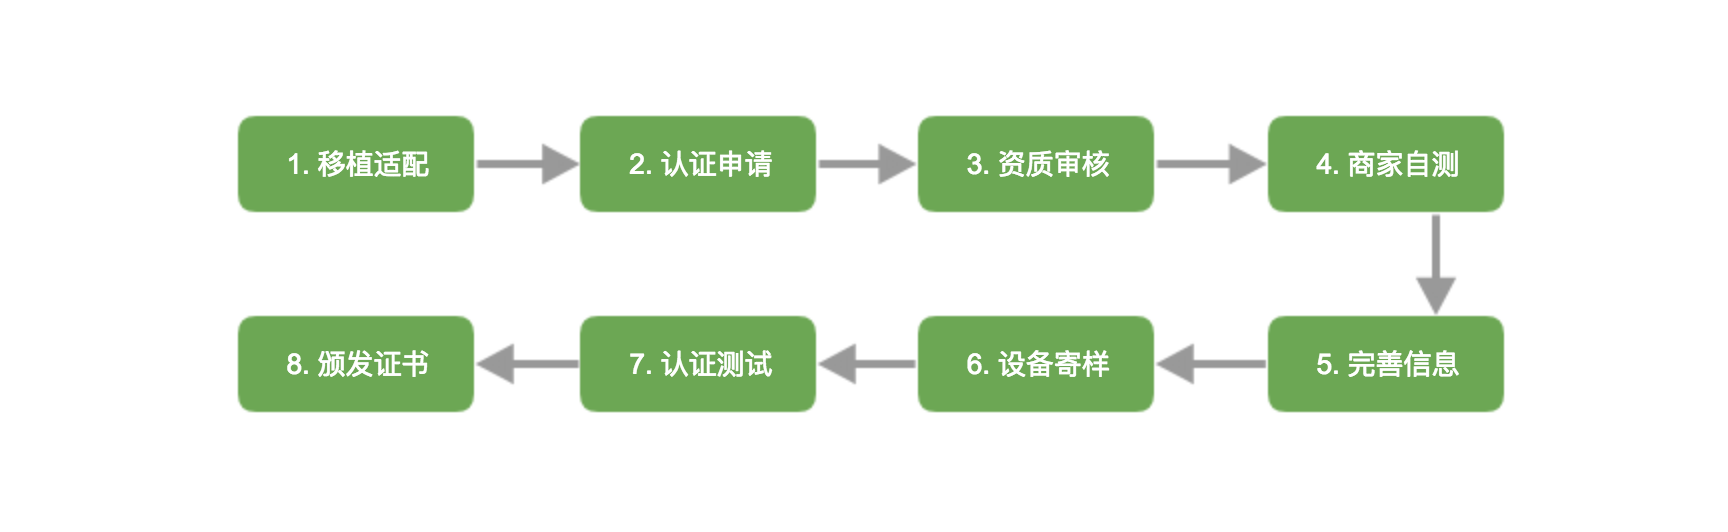 1. 移植适配
2. 认证申请
3. 资质审核
4. 商家自测
5. 完善信息
6. 设备寄样
7. 认证测试
8. 颁发证书